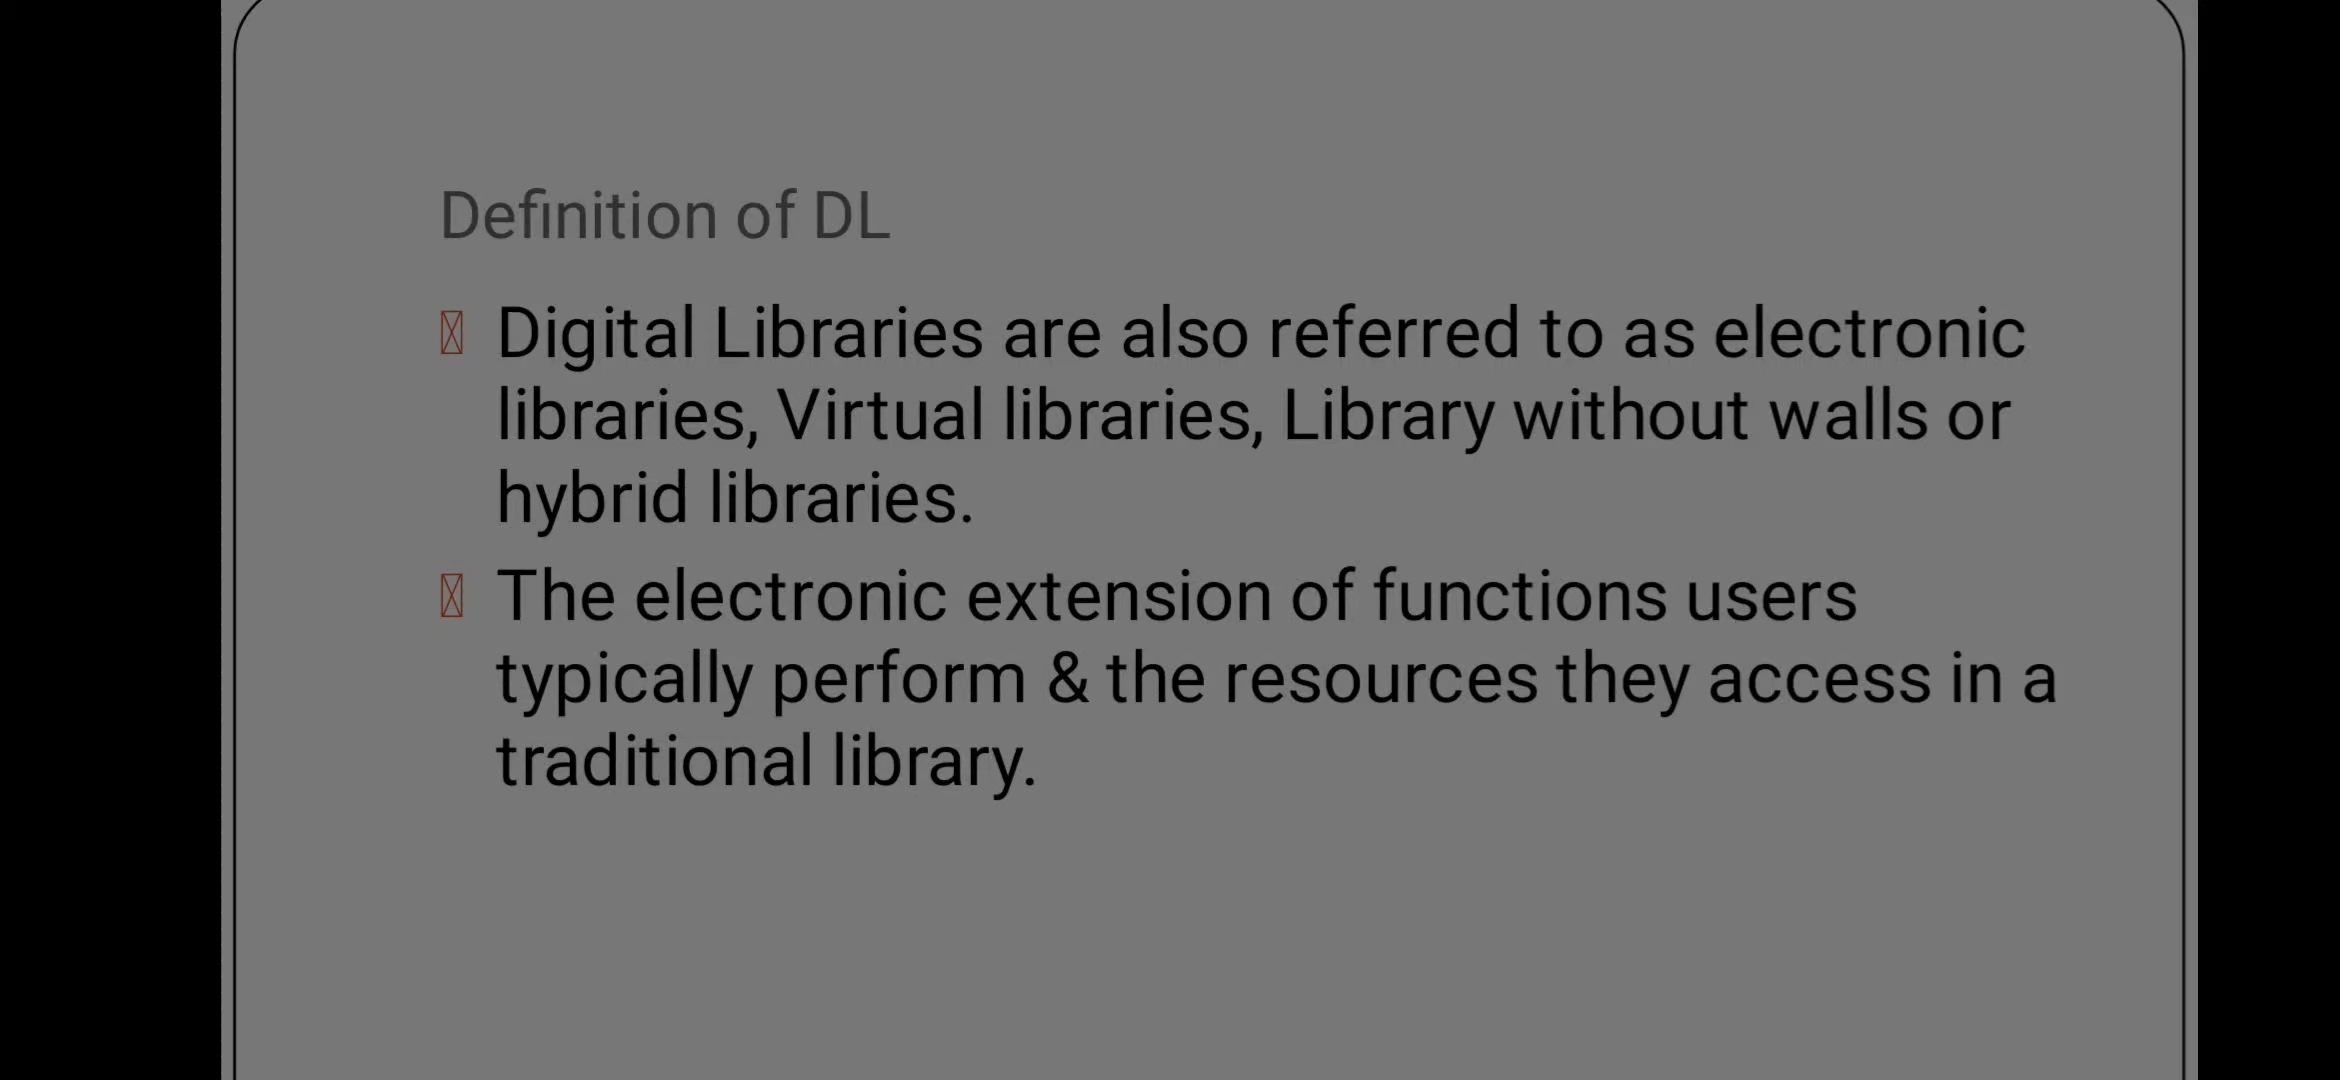 Definition of DL
Digital Libraries are also referred to as electronic
libraries, Virtual libraries, Library without walls or
hybrid libraries.
The electronic extension of functions users
typically perform & the resources they access in a
traditional library.